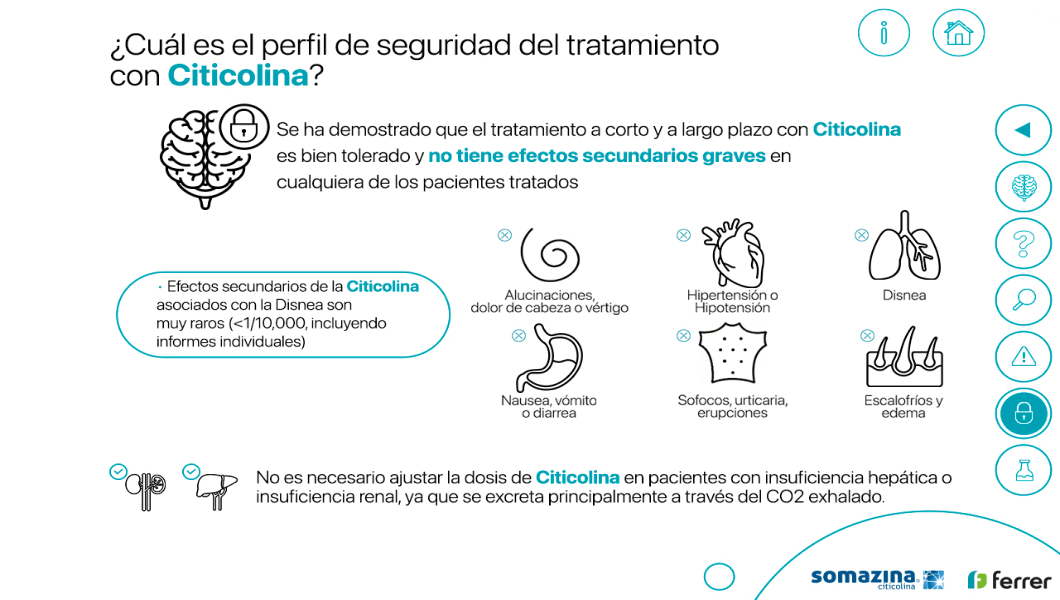 ¿Cuál es el perfil de seguridad del tratamiento
con Citicolina?
Se ha demostrado que el tratamiento a corto y a largo plazo con Citicolina
es bien tolerado y no tiene efectos secundarios graves en
cualquiera de los pacientes tratados
· Efectos secundarios de la Citicolina
asociados con la Disnea son
muy raros (<1/10,000, incluyendo
informes individuales)
Alucinaciones,
dolor de cabeza o vértigo
Hipertensión o
Hipotensión
Disnea
Nausea, vómito
o diarrea
Sofocos, urticaria,
erupciones
Escalofríos y
edema
No es necesario ajustar la dosis de Citicolina en pacientes con insuficiencia hepática o
insuficiencia renal, ya que se excreta principalmente a través del CO2 exhalado.
somazina®
citicolina
ferrer